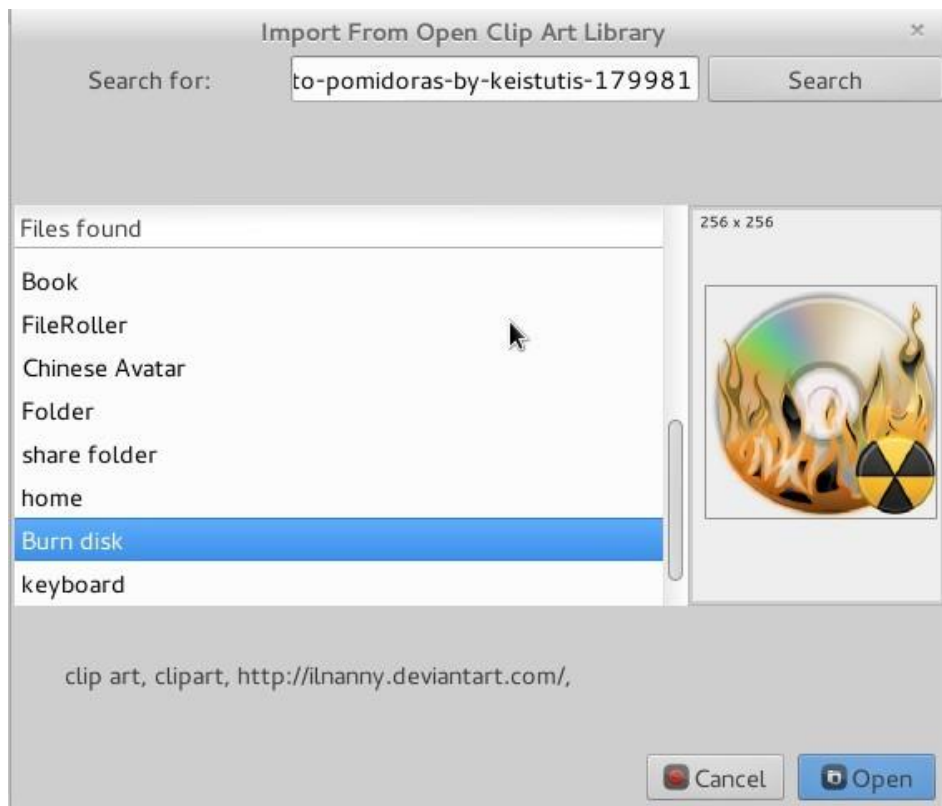 Import From Open Clip Art Library
Search for:
to-pomidoras-by-keistutis-179981
Search
Files found
256 x 256
Book
FileRoller
Chinese Avatar
Folder
share folder
home
Burn disk
keyboard
clip art, clipart, http://ilnanny.deviantart.com/,
Cancel
Open